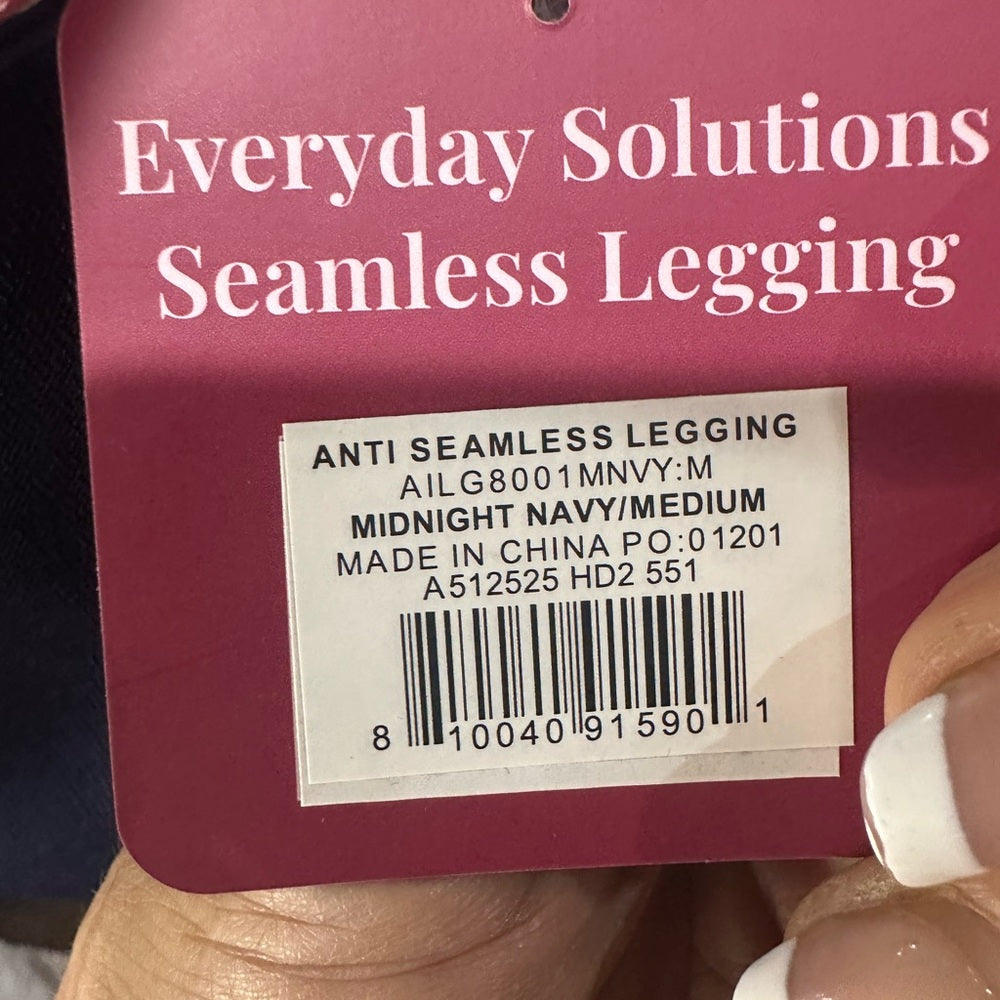 Everyday Solutions
Seamless Legging
ANTI SEAMLESS LEGGING
AILG8001MNVY:M
MIDNIGHT NAVY/MEDIUM
MADE IN CHINA PO:01201
A512525 HD2 551
8 10040 91590 1